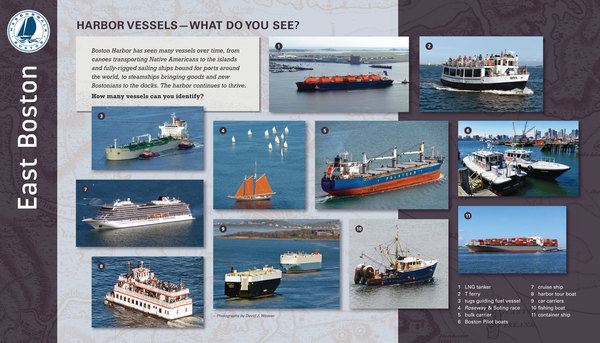 HARBORWALK
BOSTON
East Boston
HARBOR VESSELS—WHAT DO YOU SEE?
Boston Harbor has seen many vessels over time, from
canoes transporting Native Americans to the islands
and fully-rigged sailing ships bound for ports around
the world, to steamships bringing goods and new
Bostonians to the docks. The harbor continues to thrive.
How many vessels can you identify?
1
2
3
4
5
6
7
8
9
10
11
– Photographs by David J. Weaver
1 LNG tanker
2 T ferry
3 tugs guiding fuel vessel
4 Roseway & Sailing race
5 bulk carrier
6 Boston Pilot boats
7 cruise ship
8 harbor tour boat
9 car carriers
10 fishing boat
11 container ship